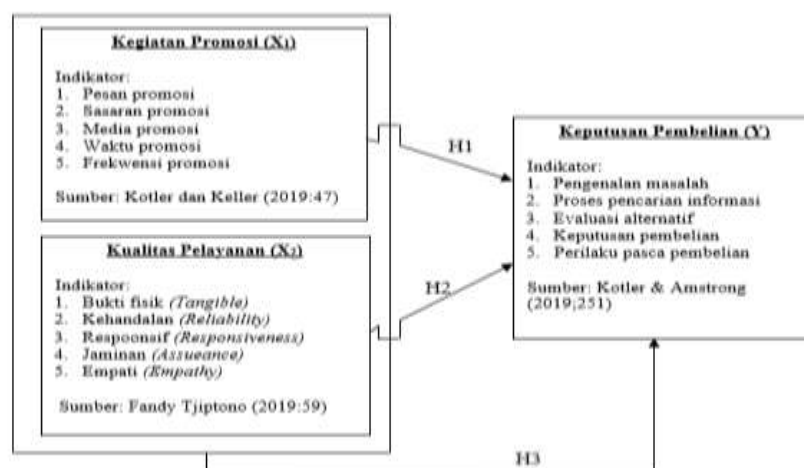 Kegiatan Promosi (X1)
Indikator:
1. Pesan promosi
2. Sasaran promosi
3. Media promosi
4. Waktu promosi
5. Frekwensi promosi
Sumber: Kotler dan Keller (2019:47)
Kualitas Pelayanan (X2)
Indikator:
1. Bukti fisik (Tangible)
2. Kehandalan (Reliability)
3. Respoonsif (Responsiveness)
4. Jaminan (Assueance)
5. Empati (Empathy)
Sumber: Fandy Tjiptono (2019:59)
H1
H2
Keputusan Pembelian (Y)
Indikator:
1. Pengenalan masalah
2. Proses pencarian informasi
3. Evaluasi alternatif
4. Keputusan pembelian
5. Perilaku pasca pembelian
Sumber: Kotler & Amstrong
(2019;251)
H3